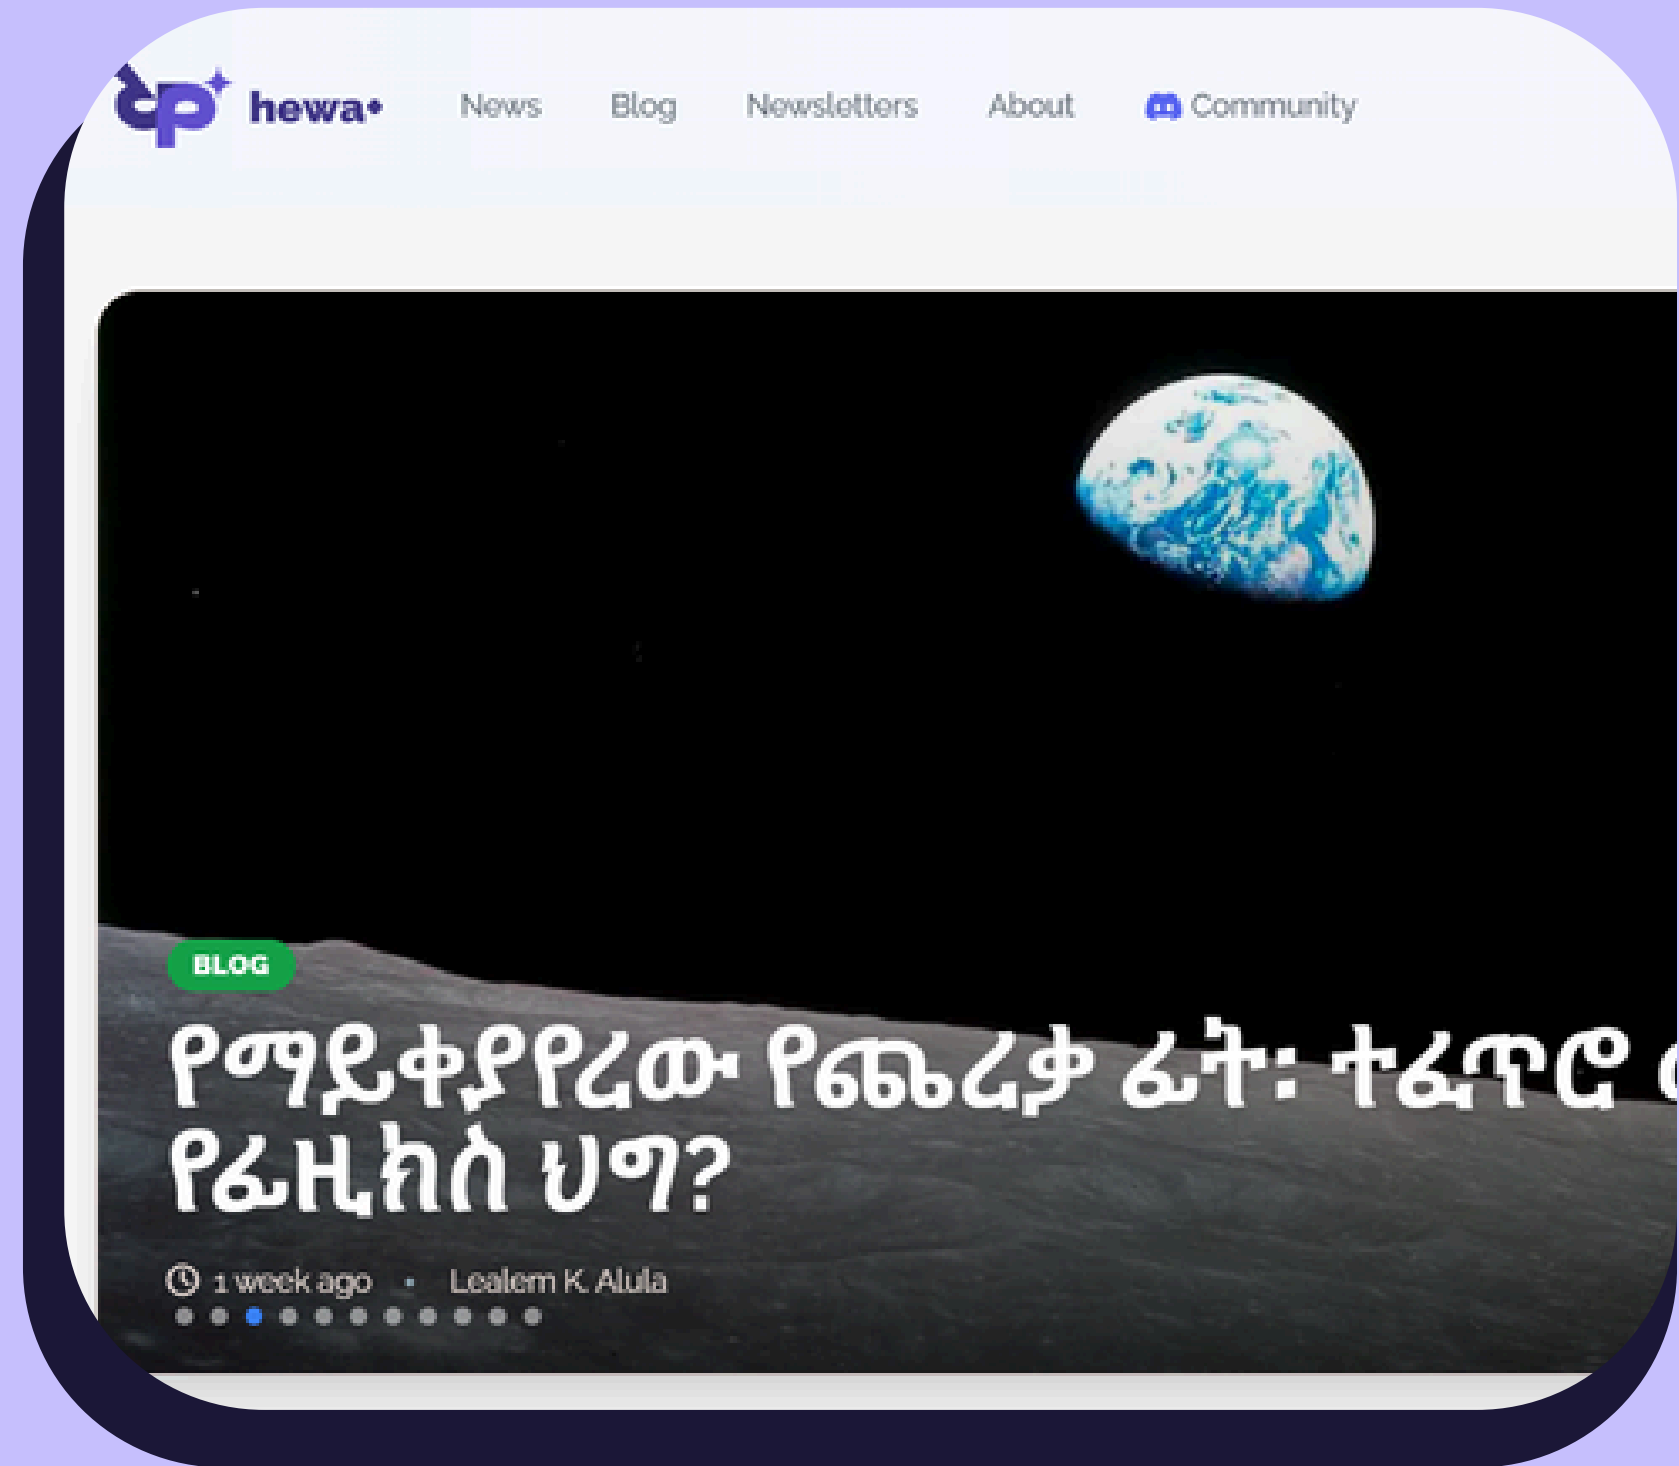 hewa
News
Blog
Newsletters
About
Community
BLOG
የማይቀያየረው የጨረቃ ፊት፡ ተፈጥሮ
የፊዚክስ ህግ?
1 week ago • Lealem K. Alula